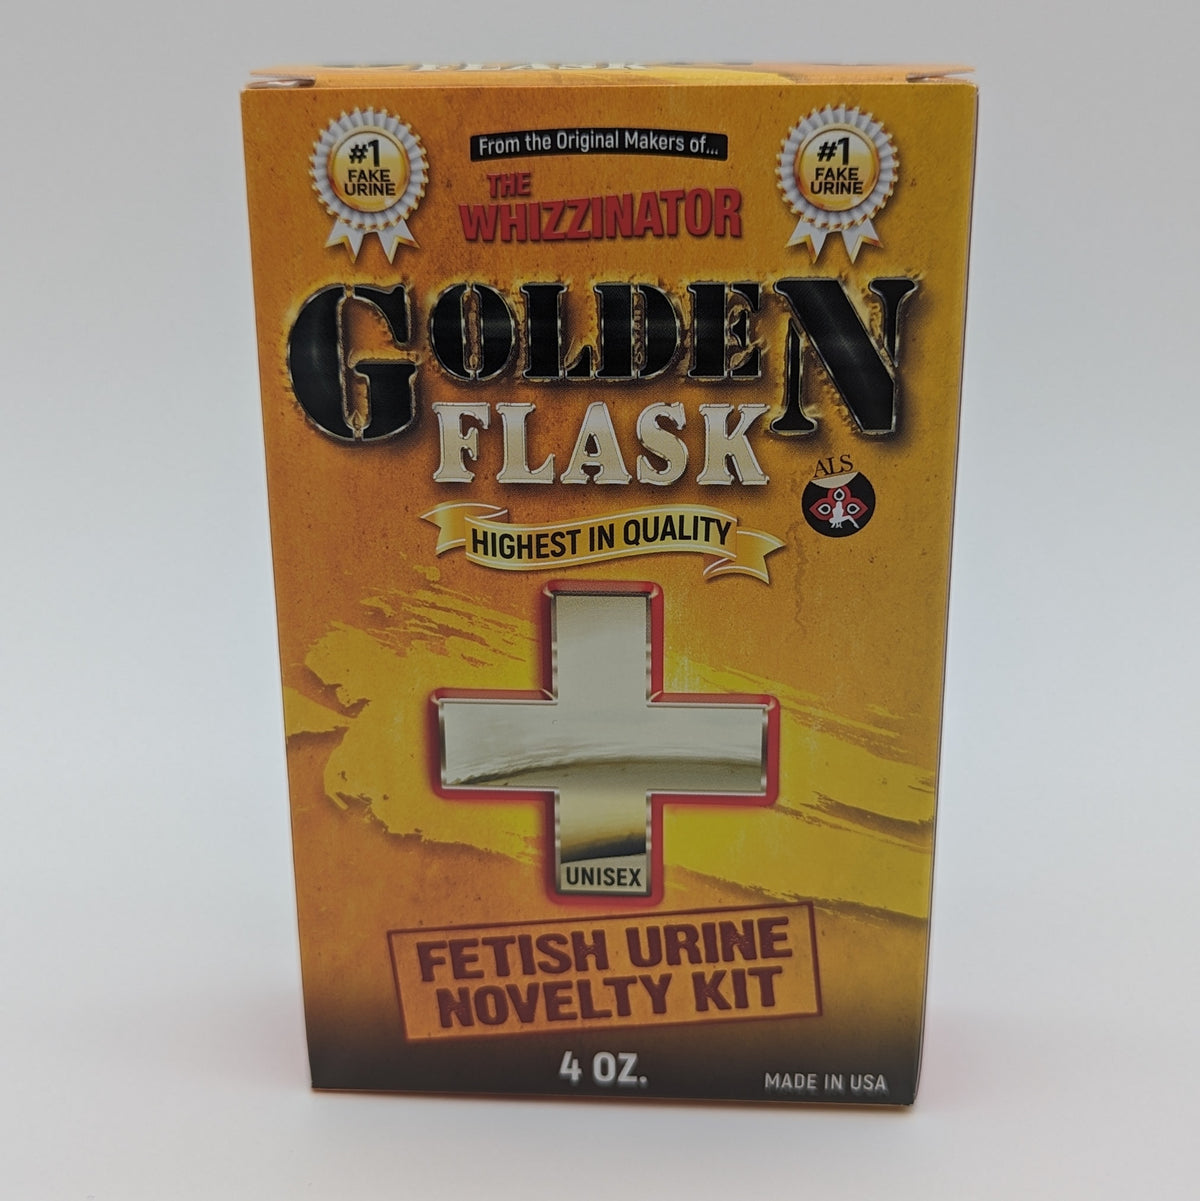 FLASK
#1
FAKE
URINE
From the Original Makers of...
#1
FAKE
URINE
THE
WHIZZINATOR
GOLDEN
FLASK
ALS
HIGHEST IN QUALITY
UNISEX
FETISH URINE
NOVELTY KIT
4 OZ.
MADE IN USA